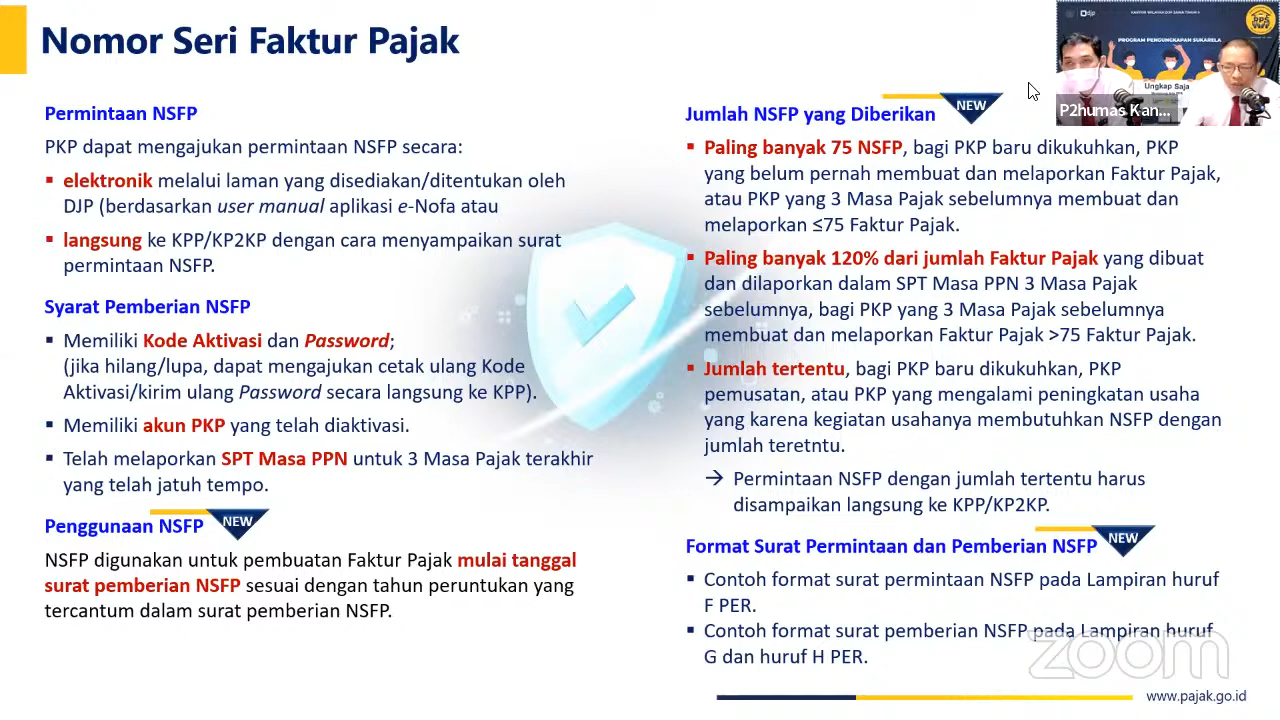 Nomor Seri Faktur Pajak
Permintaan NSFP
PKP dapat mengajukan permintaan NSFP secara:
▪ elektronik melalui laman yang disediakan/ditentukan oleh
DJP (berdasarkan user manual aplikasi e-Nofa atau
▪ langsung ke KPP/KP2KP dengan cara menyampaikan surat
permintaan NSFP.
Syarat Pemberian NSFP
▪ Memiliki Kode Aktivasi dan Password;
(jika hilang/lupa, dapat mengajukan cetak ulang Kode
Aktivasi/kirim ulang Password secara langsung ke KPP).
▪ Memiliki akun PKP yang telah diaktivasi.
▪ Telah melaporkan SPT Masa PPN untuk 3 Masa Pajak terakhir
yang telah jatuh tempo.
Penggunaan NSFP NEW
NSFP digunakan untuk pembuatan Faktur Pajak mulai tanggal
surat pemberian NSFP sesuai dengan tahun peruntukan yang
tercantum dalam surat pemberian NSFP.
Jumlah NSFP yang Diberikan NEW
▪ Paling banyak 75 NSFP, bagi PKP baru dikukuhkan, PKP
yang belum pernah membuat dan melaporkan Faktur Pajak,
atau PKP yang 3 Masa Pajak sebelumnya membuat dan
melaporkan ≤75 Faktur Pajak.
▪ Paling banyak 120% dari jumlah Faktur Pajak yang dibuat
dan dilaporkan dalam SPT Masa PPN 3 Masa Pajak
sebelumnya, bagi PKP yang 3 Masa Pajak sebelumnya
membuat dan melaporkan Faktur Pajak >75 Faktur Pajak.
▪ Jumlah tertentu, bagi PKP baru dikukuhkan, PKP
pemusatan, atau PKP yang mengalami peningkatan usaha
yang karena kegiatan usahanya membutuhkan NSFP dengan
jumlah teretntu.
→ Permintaan NSFP dengan jumlah tertentu harus
disampaikan langsung ke KPP/KP2KP.
Format Surat Permintaan dan Pemberian NSFP NEW
▪ Contoh format surat permintaan NSFP pada Lampiran huruf
F PER.
▪ Contoh format surat pemberian NSFP pada Lampiran huruf
G dan huruf H PER.
zoom
www.pajak.go.id
djp
PROGRAM PENGUNGKAPAN SUKARELA
PPS
Ungkap Saja
P2humas Kan...